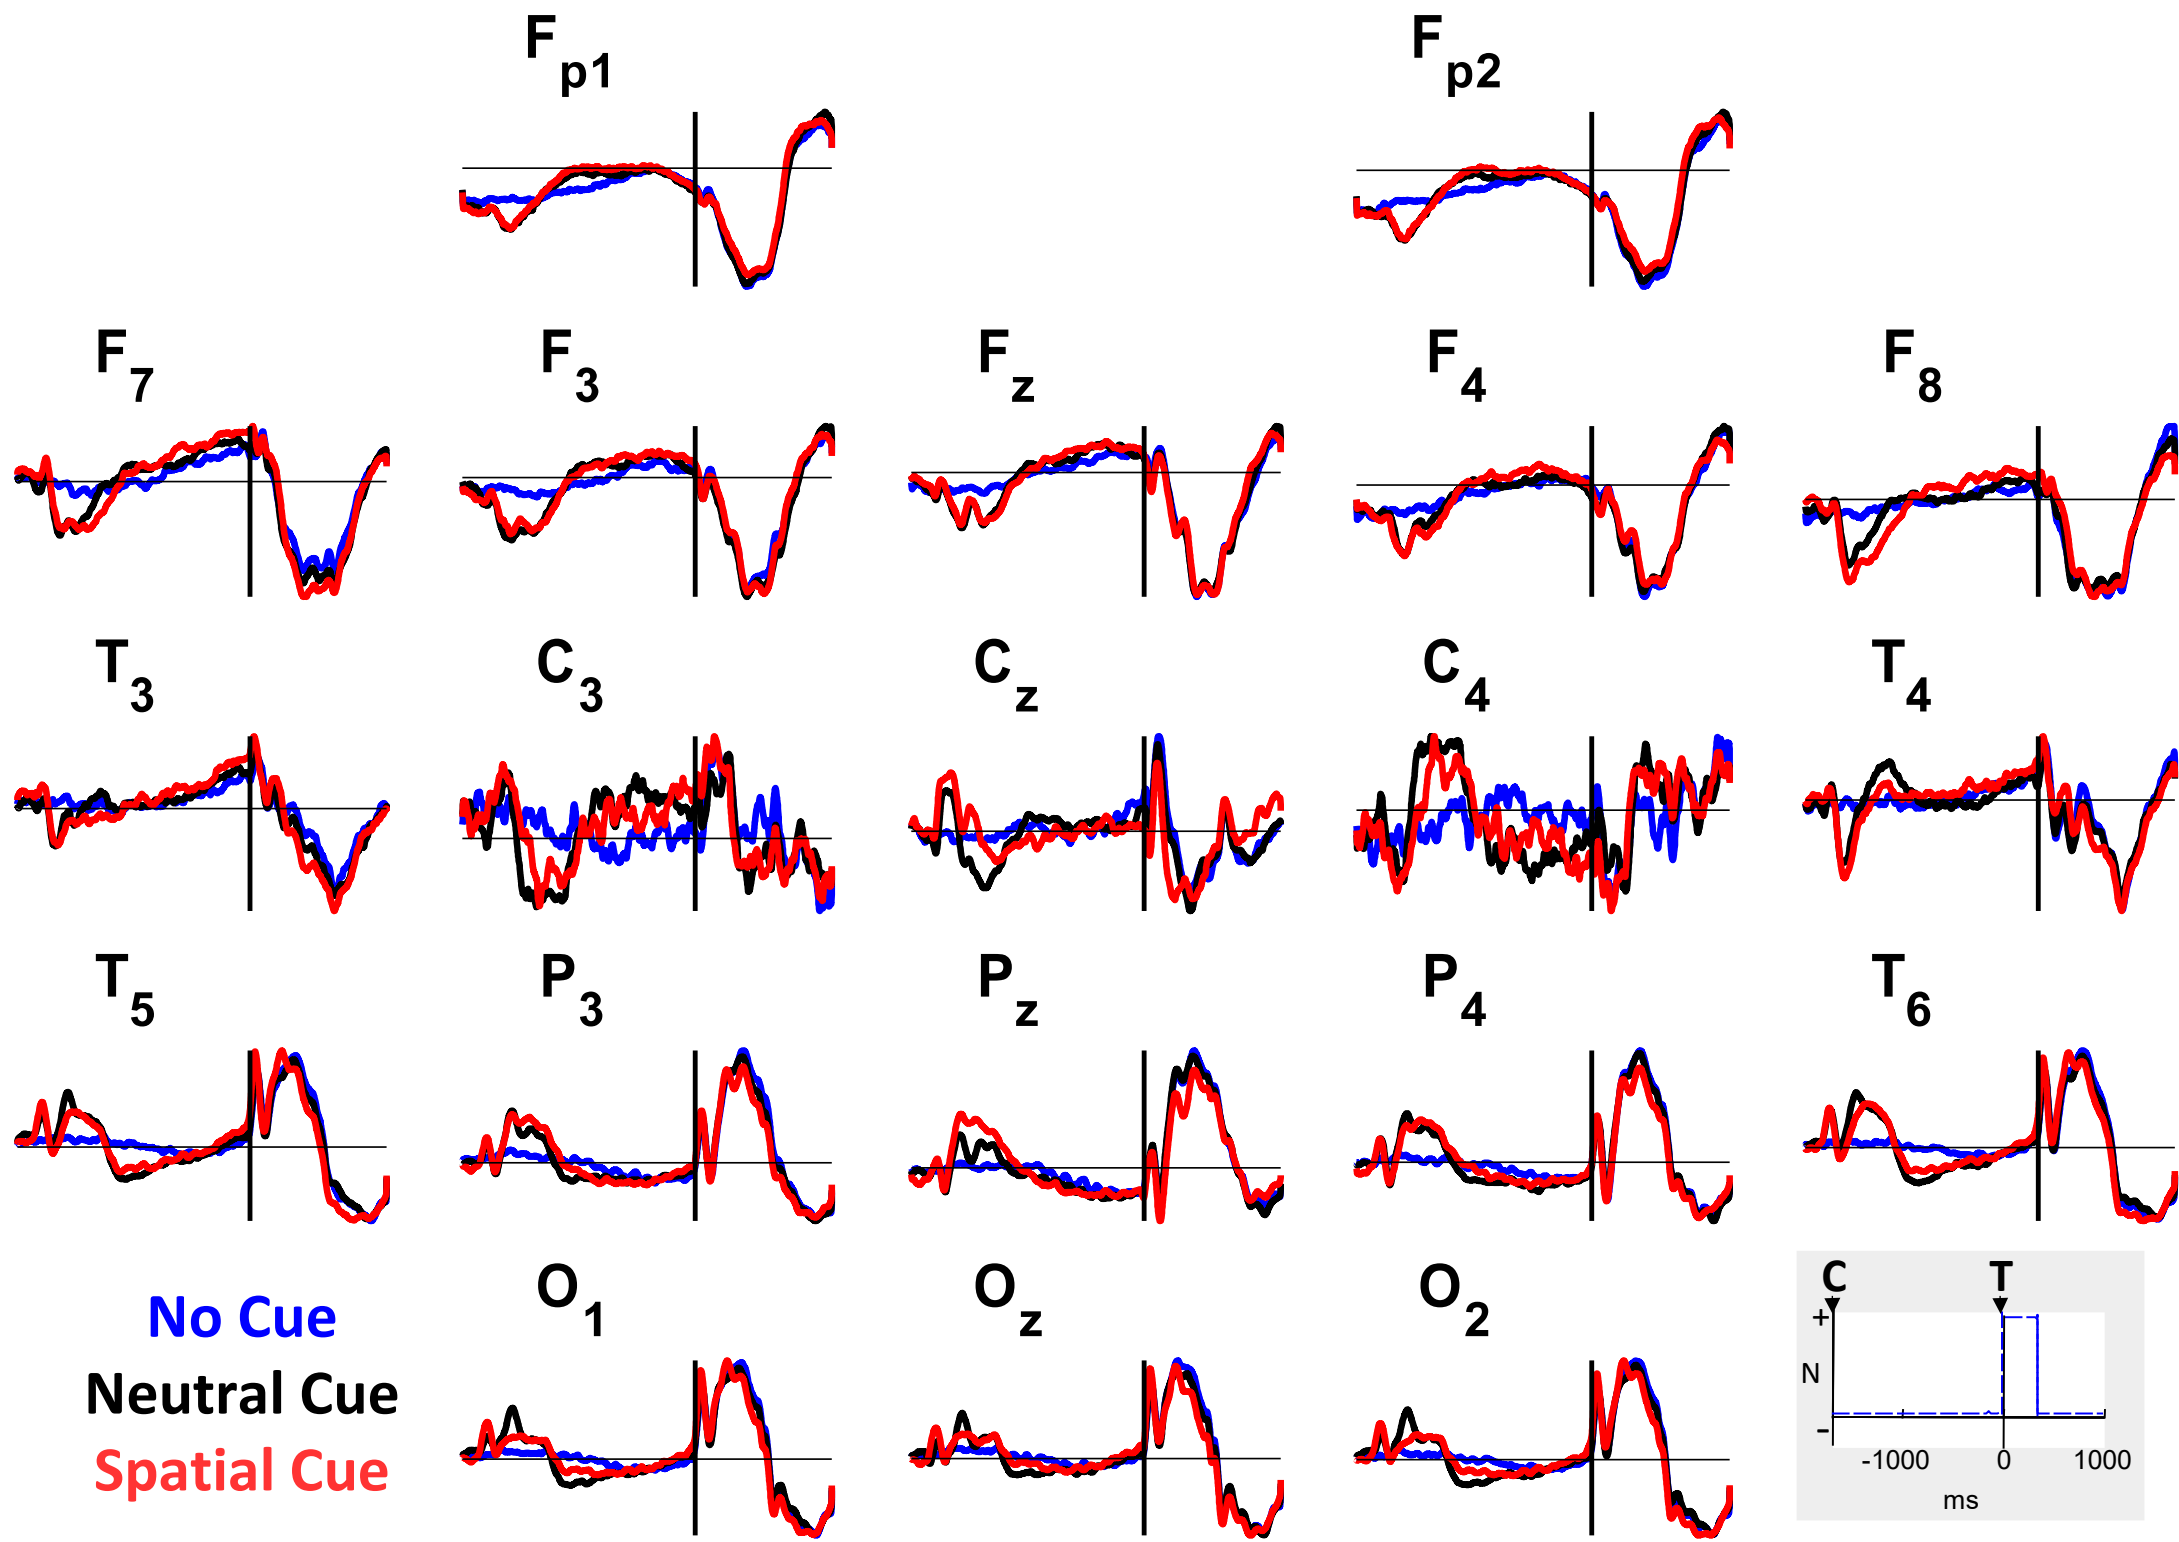 Fp1 Fp2
F7 F3 Fz F4 F8
T3 C3 Cz C4 T4
T5 P3 Pz P4 T6
O1 Oz O2
No Cue
Neutral Cue
Spatial Cue
C T
+
N
-
-1000 0 1000
ms